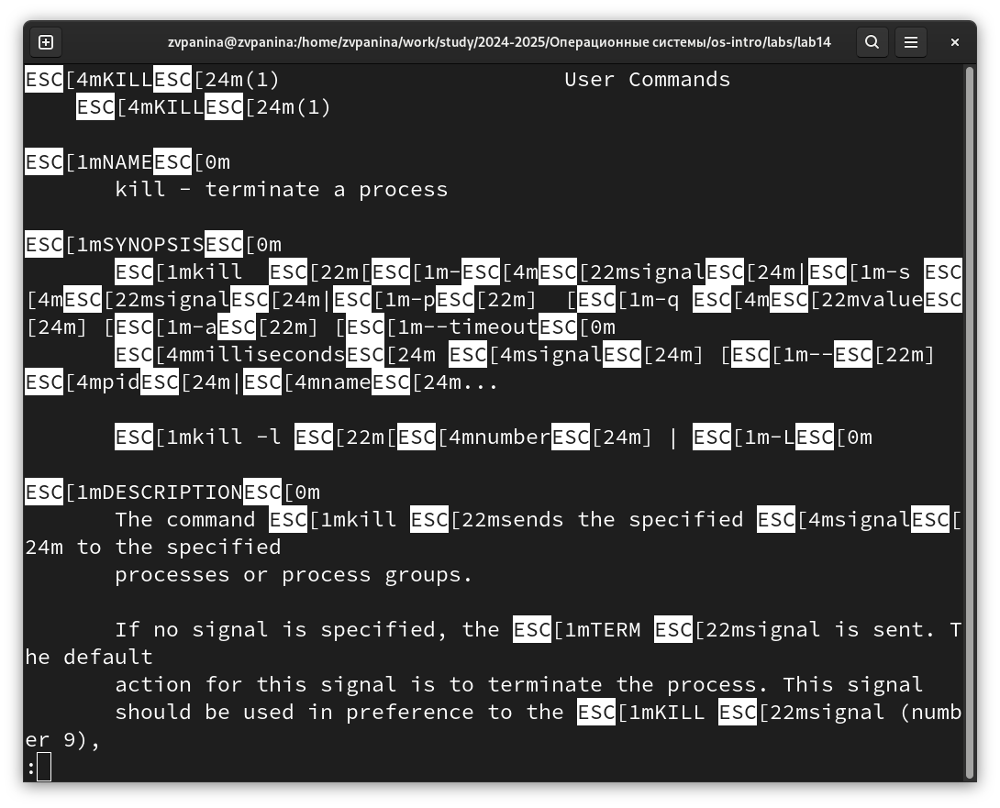 zvpanina@zvpanina:/home/zvpanina/work/study/2024-2025/Операционные системы/os-intro/labs/lab14
ESC[4mKILLESC[24m(1)                      User Commands
    ESC[4mKILLESC[24m(1)

ESC[1mNAMEESC[0m
       kill - terminate a process

ESC[1mSYNOPSISESC[0m
       ESC[1mkill  ESC[22m[ESC[1m-ESC[4mESC[22msignalESC[24m|ESC[1m-s ESC
[4mESC[22msignalESC[24m|ESC[1m-pESC[22m]  [ESC[1m-q ESC[4mESC[22mvalueESC
[24m] [ESC[1m-aESC[22m] [ESC[1m--timeoutESC[0m
       ESC[4mmillisecondsESC[24m ESC[4msignalESC[24m] [ESC[1m--ESC[22m]
ESC[4mpidESC[24m|ESC[4mnameESC[24m...

       ESC[1mkill -l ESC[22m[ESC[4mnumberESC[24m] | ESC[1m-LESC[0m

ESC[1mDESCRIPTIONESC[0m
       The command ESC[1mkill ESC[22msends the specified ESC[4msignalESC[
24m to the specified
       processes or process groups.

       If no signal is specified, the ESC[1mTERM ESC[22msignal is sent. T
he default
       action for this signal is to terminate the process. This signal
       should be used in preference to the ESC[1mKILL ESC[22msignal (numb
er 9),
: